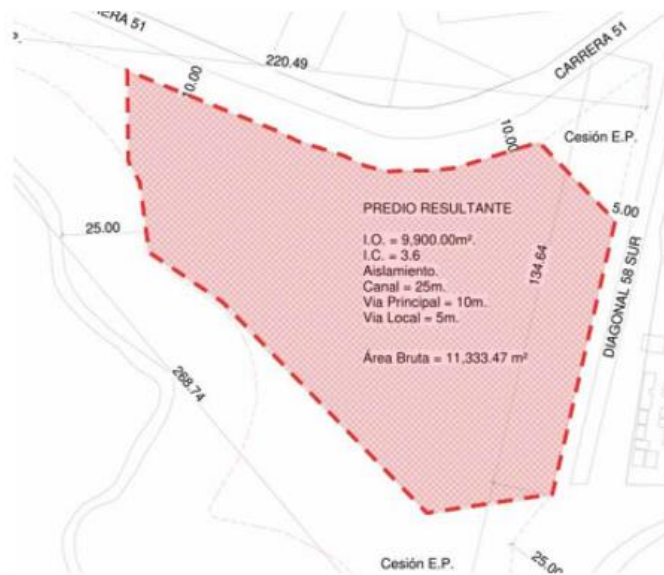 RERA 51
P.
220.49
CARRERA 51
10.00
10.00
Cesión E.P.
PREDIO RESULTANTE
5.00
25.00
I.O. = 9,900.00m².
I.C. = 3.6
Aislamiento.
Canal = 25m.
Via Principal = 10m.
Via Local = 5m.
134.64
DIAGONAL 58 SUR
Área Bruta = 11,333.47 m²
268.74
Cesión E.P.
25.00